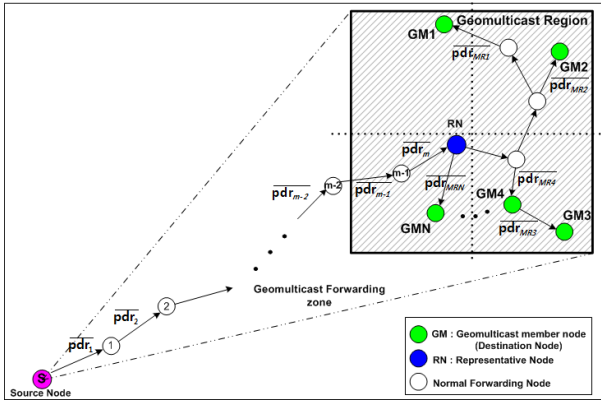 Geomulticast Region
GM1
pdr_MR1
GM2
pdr_MR2
RN
pdr_m
m-2
m-1
pdr_m-2
pdr_m-1
pdr_MRN
pdr_MR4
GM4
GMN
pdr_MR3
GM3
Geomulticast Forwarding
zone
2
pdr_2
1
pdr_1
S
Source Node
GM : Geomulticast member node
(Destination Node)
RN : Representative Node
Normal Forwarding Node